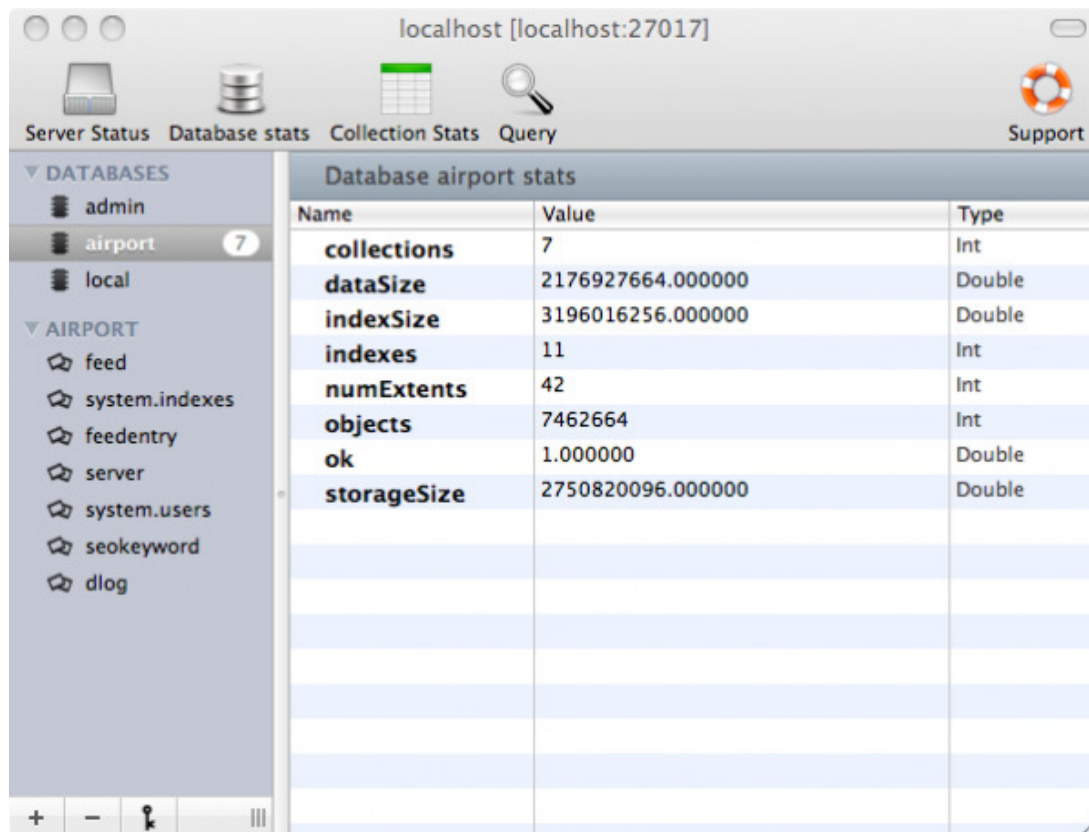 localhost [localhost:27017]
Server Status Database stats Collection Stats Query Support
DATABASES
admin
airport 7
local
AIRPORT
feed
system.indexes
feedentry
server
system.users
seokeyword
dlog
Database airport stats
Name Value Type
collections 7 Int
dataSize 2176927664.000000 Double
indexSize 3196016256.000000 Double
indexes 11 Int
numExtents 42 Int
objects 7462664 Int
ok 1.000000 Double
storageSize 2750820096.000000 Double